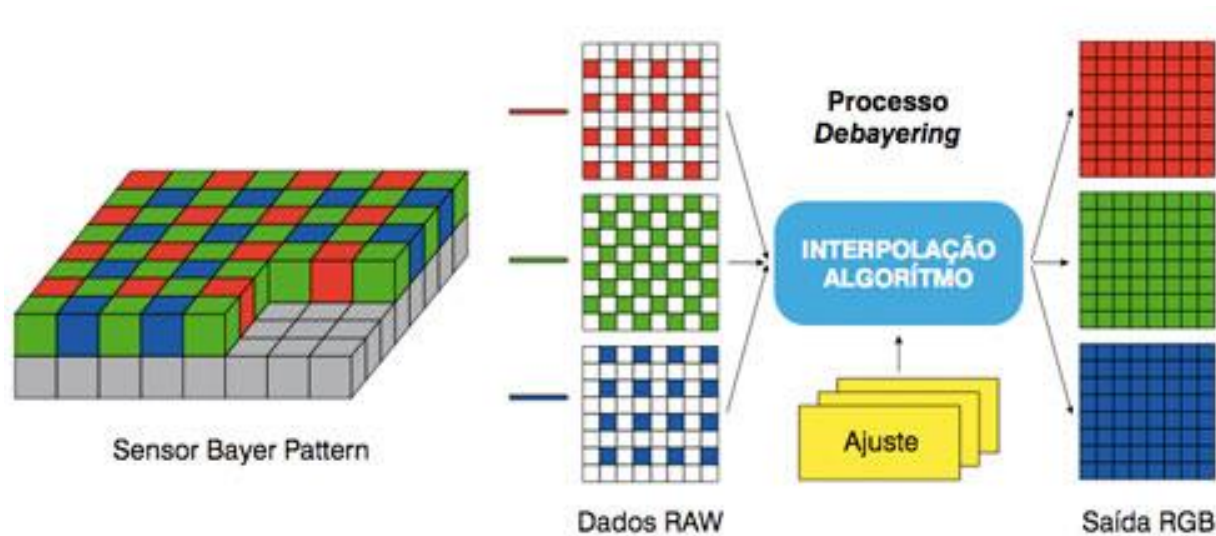 Sensor Bayer Pattern
Dados RAW
Processo
Debayering
INTERPOLAÇÃO
ALGORÍTMO
Ajuste
Saída RGB